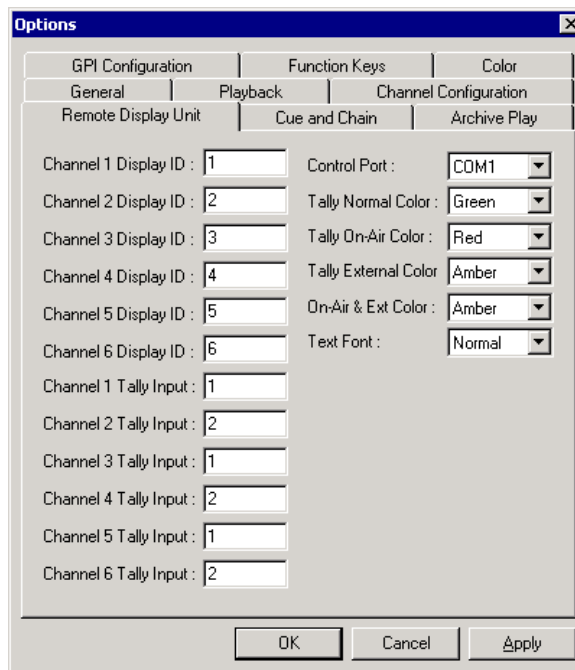 Options
GPI Configuration Function Keys Color
General Playback Channel Configuration
Remote Display Unit Cue and Chain Archive Play
Channel 1 Display ID : 1
Channel 2 Display ID : 2
Channel 3 Display ID : 3
Channel 4 Display ID : 4
Channel 5 Display ID : 5
Channel 6 Display ID : 6
Channel 1 Tally Input : 1
Channel 2 Tally Input : 2
Channel 3 Tally Input : 1
Channel 4 Tally Input : 2
Channel 5 Tally Input : 1
Channel 6 Tally Input : 2
Control Port : COM1
Tally Normal Color : Green
Tally On-Air Color : Red
Tally External Color Amber
On-Air & Ext Color : Amber
Text Font : Normal
OK Cancel Apply